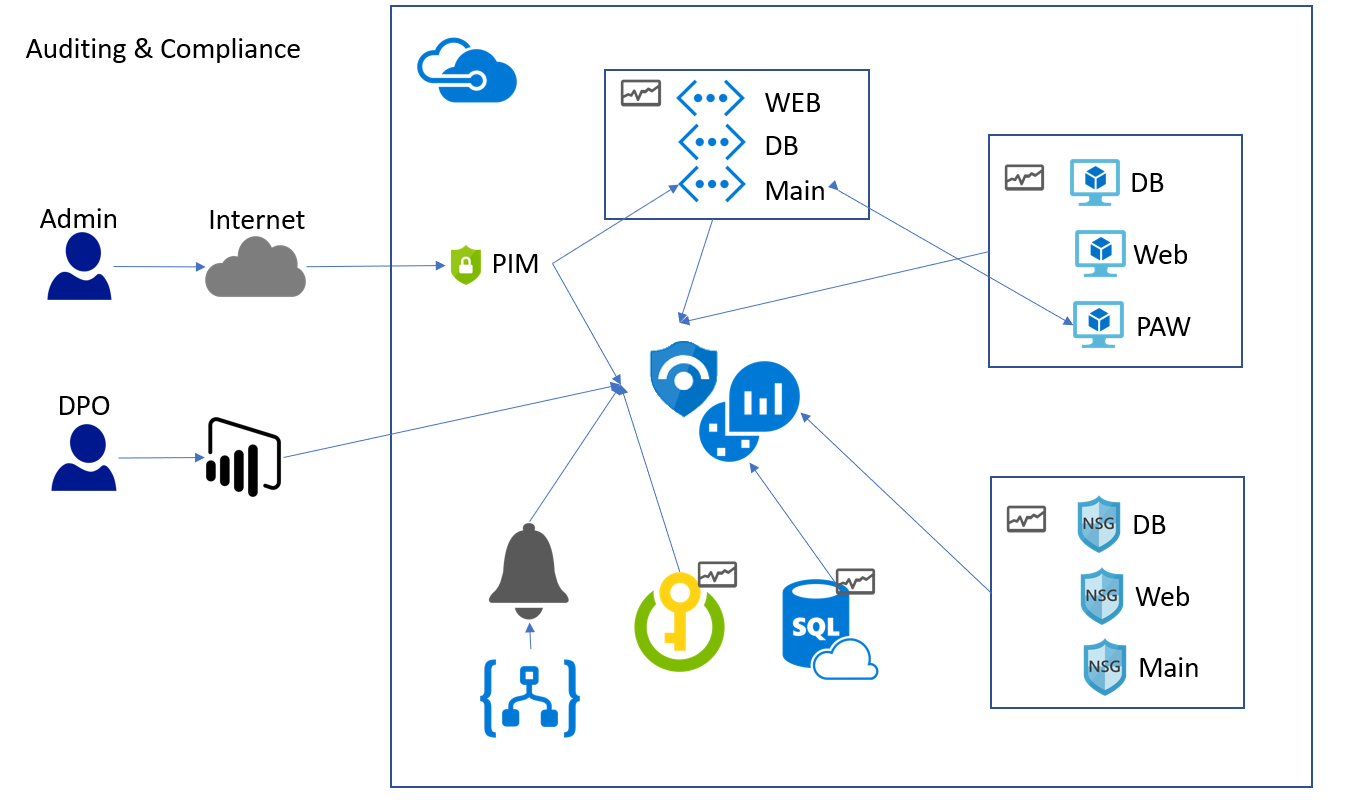 Auditing & Compliance
WEB
DB
Main
DB
Web
PAW
Admin
Internet
PIM
DPO
SQL
NSG DB
NSG Web
NSG Main